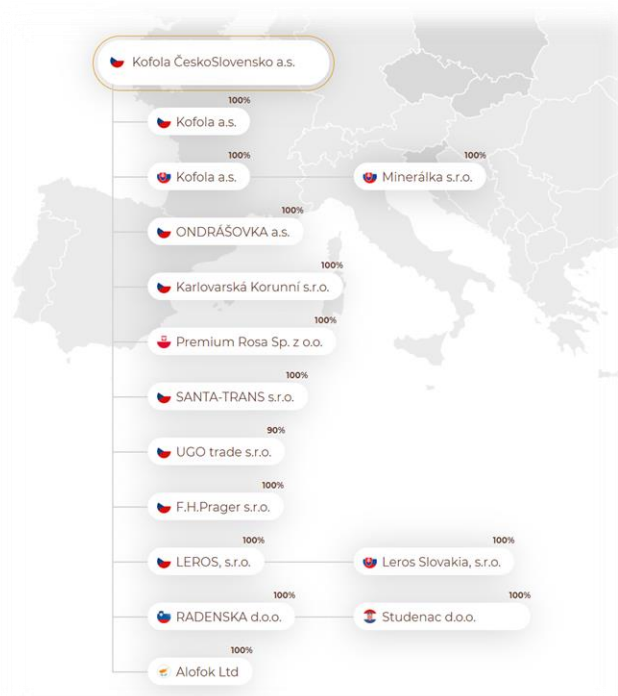 Kofola ČeskoSlovensko a.s.
100%
Kofola a.s.
100%
Kofola a.s.
100%
Minerálka s.r.o.
100%
ONDRÁŠOVKA a.s.
100%
Karlovarská Korunní s.r.o.
100%
Premium Rosa Sp. z o.o.
100%
SANTA-TRANS s.r.o.
90%
UGO trade s.r.o.
100%
F.H.Prager s.r.o.
100%
LEROS, s.r.o.
100%
Leros Slovakia, s.r.o.
100%
RADENSKA d.o.o.
100%
Studenac d.o.o.
100%
Alofok Ltd